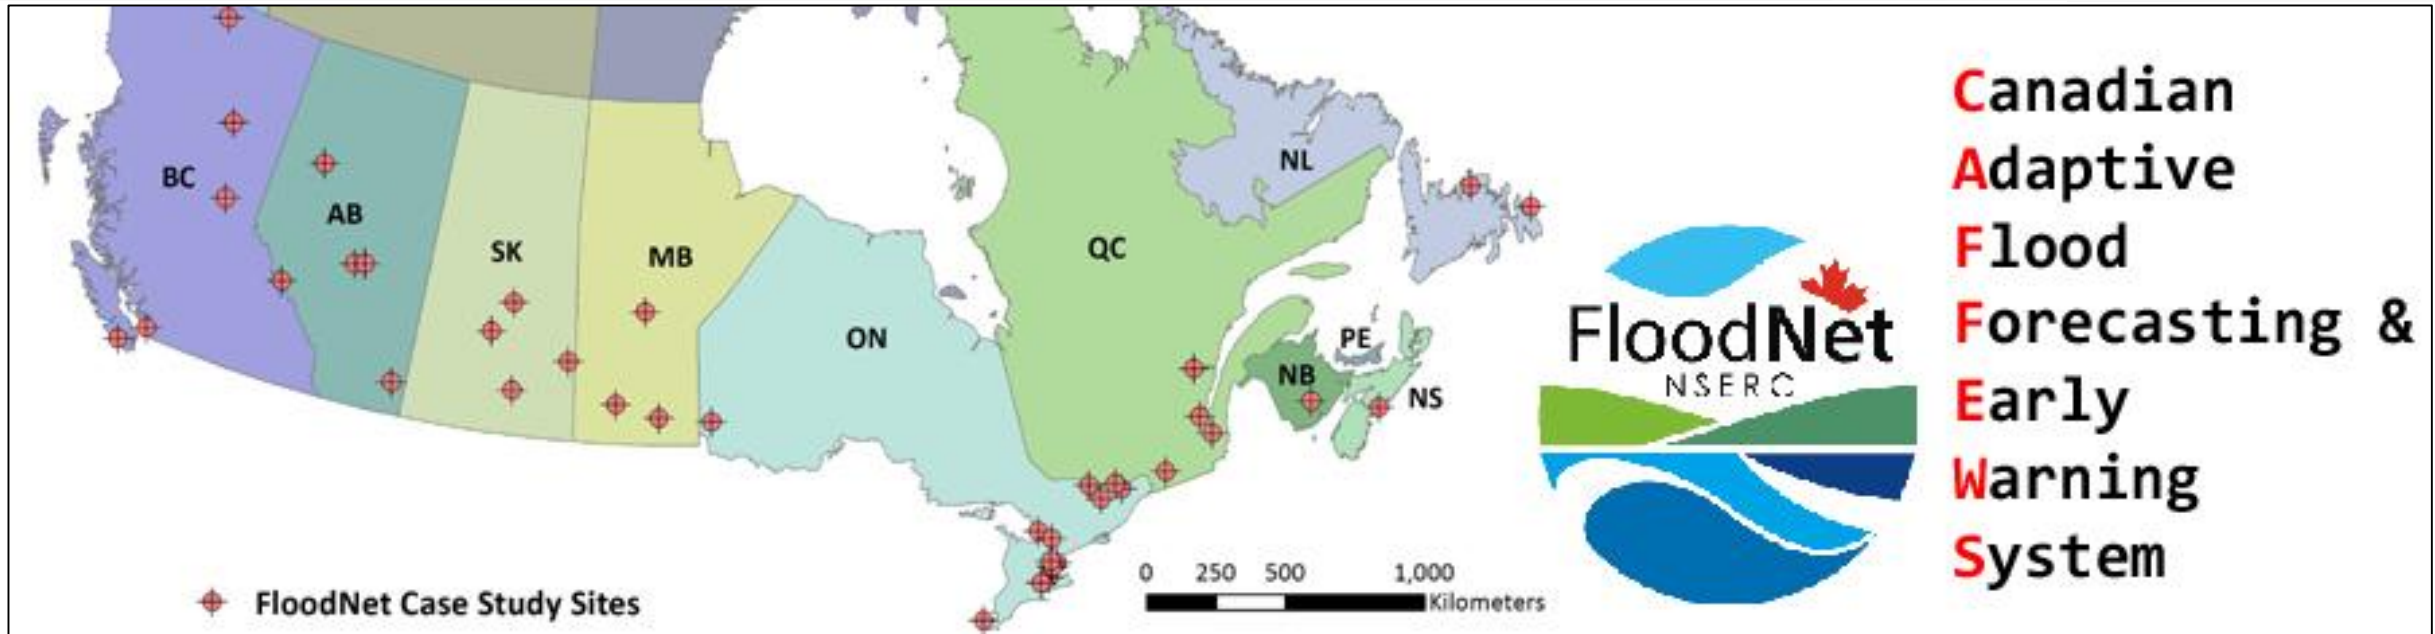 BC
AB
SK
MB
ON
QC
NL
PE
NB
NS
FloodNet Case Study Sites
0 250 500 1,000
Kilometers
FloodNet
NSERC
Canadian
Adaptive
Flood
Forecasting &
Early
Warning
System